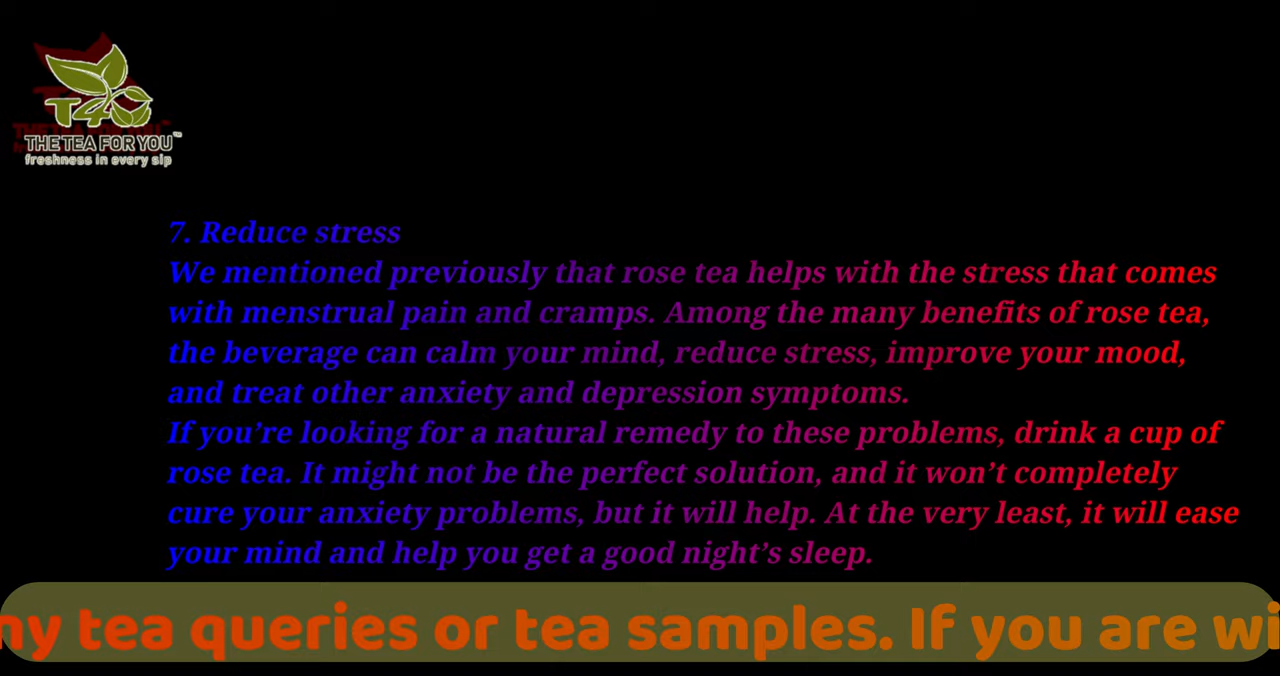 T4U
THE TEA FOR YOU™
freshness in every sip
7. Reduce stress
We mentioned previously that rose tea helps with the stress that comes
with menstrual pain and cramps. Among the many benefits of rose tea,
the beverage can calm your mind, reduce stress, improve your mood,
and treat other anxiety and depression symptoms.
If you’re looking for a natural remedy to these problems, drink a cup of
rose tea. It might not be the perfect solution, and it won’t completely
cure your anxiety problems, but it will help. At the very least, it will ease
your mind and help you get a good night’s sleep.
ny tea queries or tea samples. If you are wi